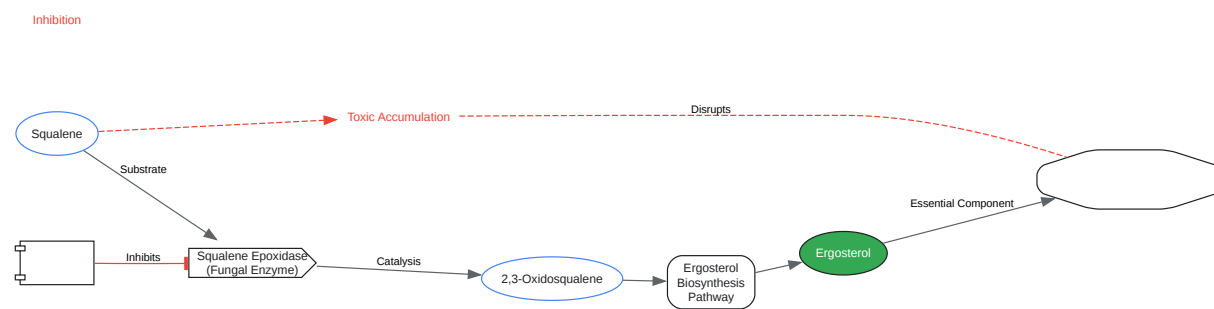 Inhibition
Squalene
Toxic Accumulation
Disrupts
Substrate
Essential Component
Inhibits
Squalene Epoxidase
(Fungal Enzyme)
Catalysis
2,3-Oxidosqualene
Ergosterol
Biosynthesis
Pathway
Ergosterol